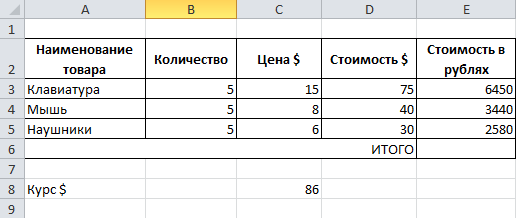 A B C D E
1
2 Наименование товара Количество Цена $ Стоимость $ Стоимость в рублях
3 Клавиатура 5 15 75 6450
4 Мышь 5 8 40 3440
5 Наушники 5 6 30 2580
6 ИТОГО
7
8 Курс $ 86
9